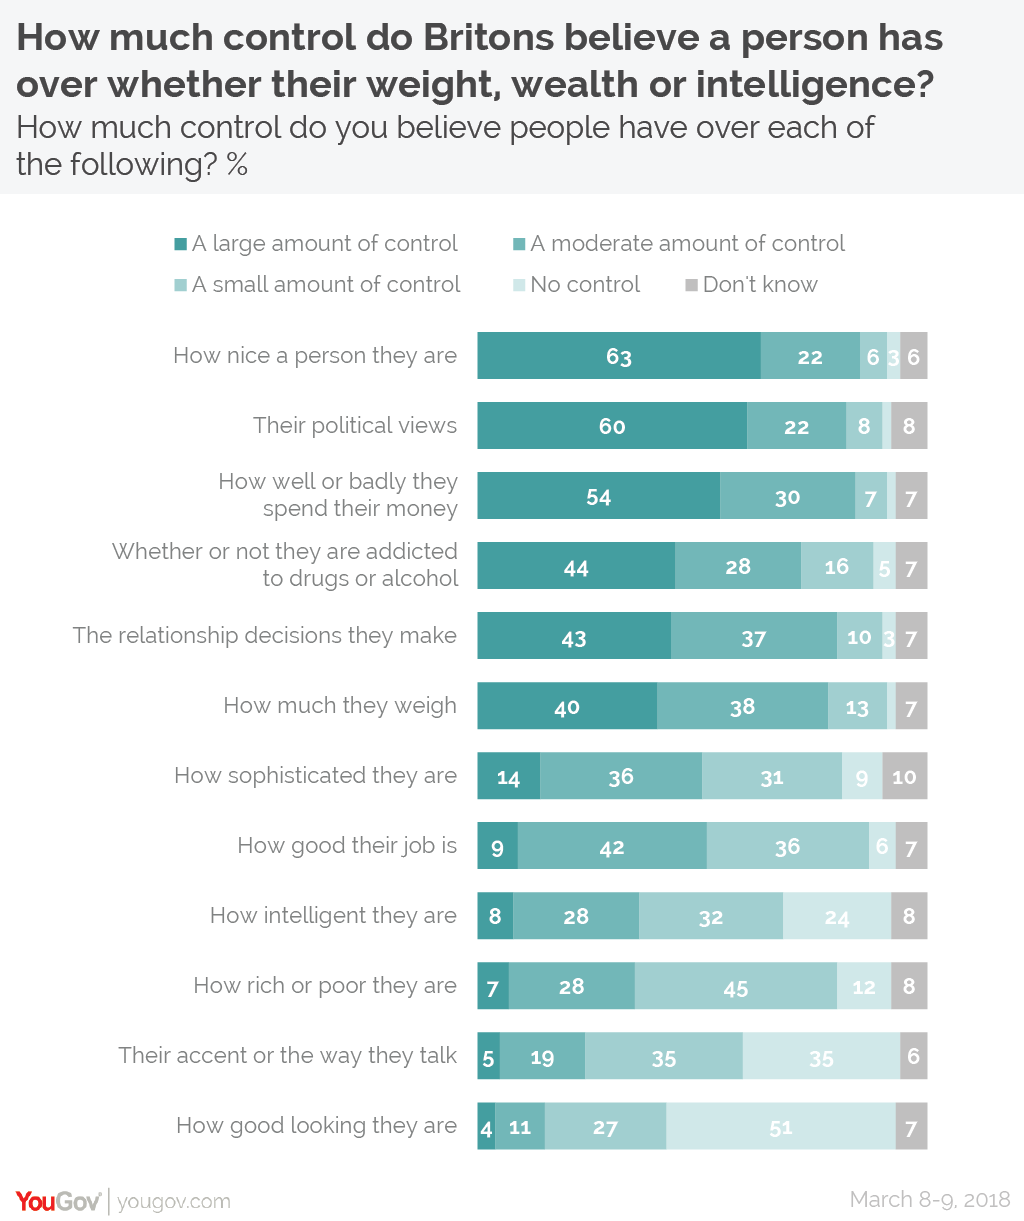 How much control do Britons believe a person has
over whether their weight, wealth or intelligence?
How much control do you believe people have over each of
the following? %
A large amount of control
A moderate amount of control
A small amount of control
No control
Don't know
How nice a person they are
63 22 6 3 6
Their political views
60 22 8 8
How well or badly they
spend their money
54 30 7 7
Whether or not they are addicted
to drugs or alcohol
44 28 16 5 7
The relationship decisions they make
43 37 10 3 7
How much they weigh
40 38 13 7
How sophisticated they are
14 36 31 9 10
How good their job is
9 42 36 6 7
How intelligent they are
8 28 32 24 8
How rich or poor they are
7 28 45 12 8
Their accent or the way they talk
5 19 35 35 6
How good looking they are
4 11 27 51 7
YouGov yougov.com
March 8-9, 2018